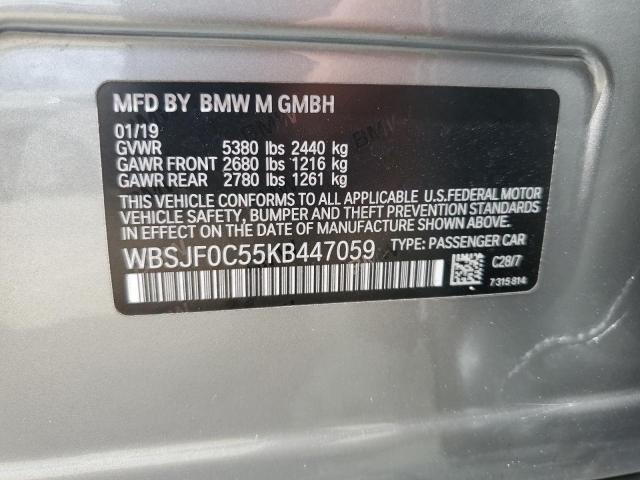 MFD BY BMW M GMBH
01/19
GVWR 5380 lbs 2440 kg
GAWR FRONT 2680 lbs 1216 kg
GAWR REAR 2780 lbs 1261 kg
THIS VEHICLE CONFORMS TO ALL APPLICABLE U.S.FEDERAL MOTOR
VEHICLE SAFETY, BUMPER AND THEFT PREVENTION STANDARDS
IN EFFECT ON THE DATE OF MANUFACTURE SHOWN ABOVE.
WBSJF0C55KB447059 TYPE: PASSENGER CAR
C28/7
7315814